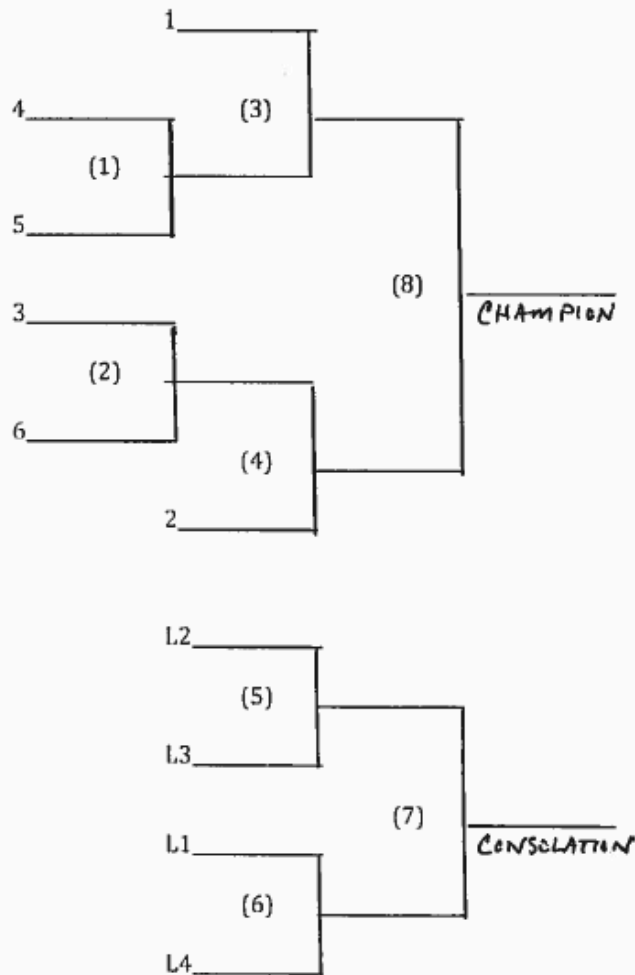 1
4
(3)
(1)
5
(8)
3
CHAMPION
(2)
6
(4)
2
L2
(5)
L3
(7)
L1
CONSOLATION
(6)
L4